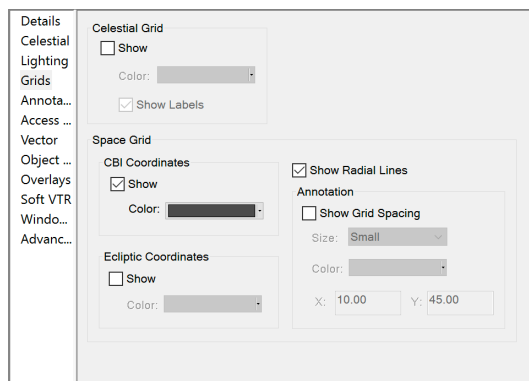 Details
Celestial
Lighting
Grids
Annota...
Access ...
Vector
Object ...
Overlays
Soft VTR
Windo...
Advanc...
Celestial Grid
Show
Color:
Show Labels
Space Grid
CBI Coordinates
Show
Color:
Ecliptic Coordinates
Show
Color:
Show Radial Lines
Annotation
Show Grid Spacing
Size: Small
Color:
X: 10.00 Y: 45.00